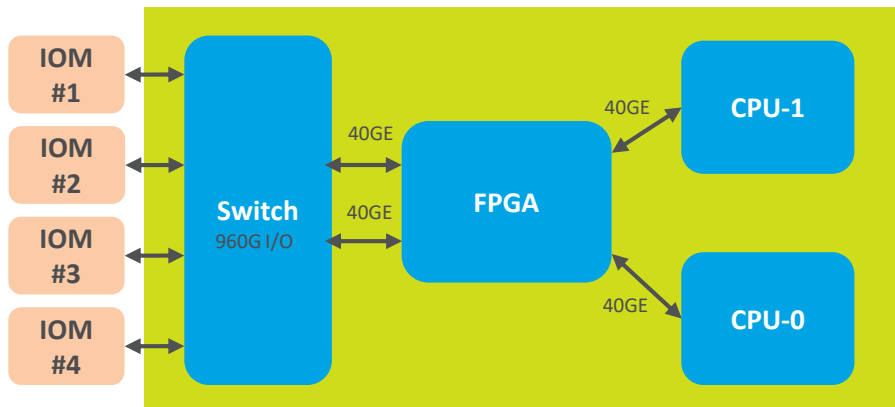 IOM
#1
IOM
#2
IOM
#3
IOM
#4
Switch
960G I/O
40GE
40GE
FPGA
40GE
40GE
CPU-1
CPU-0